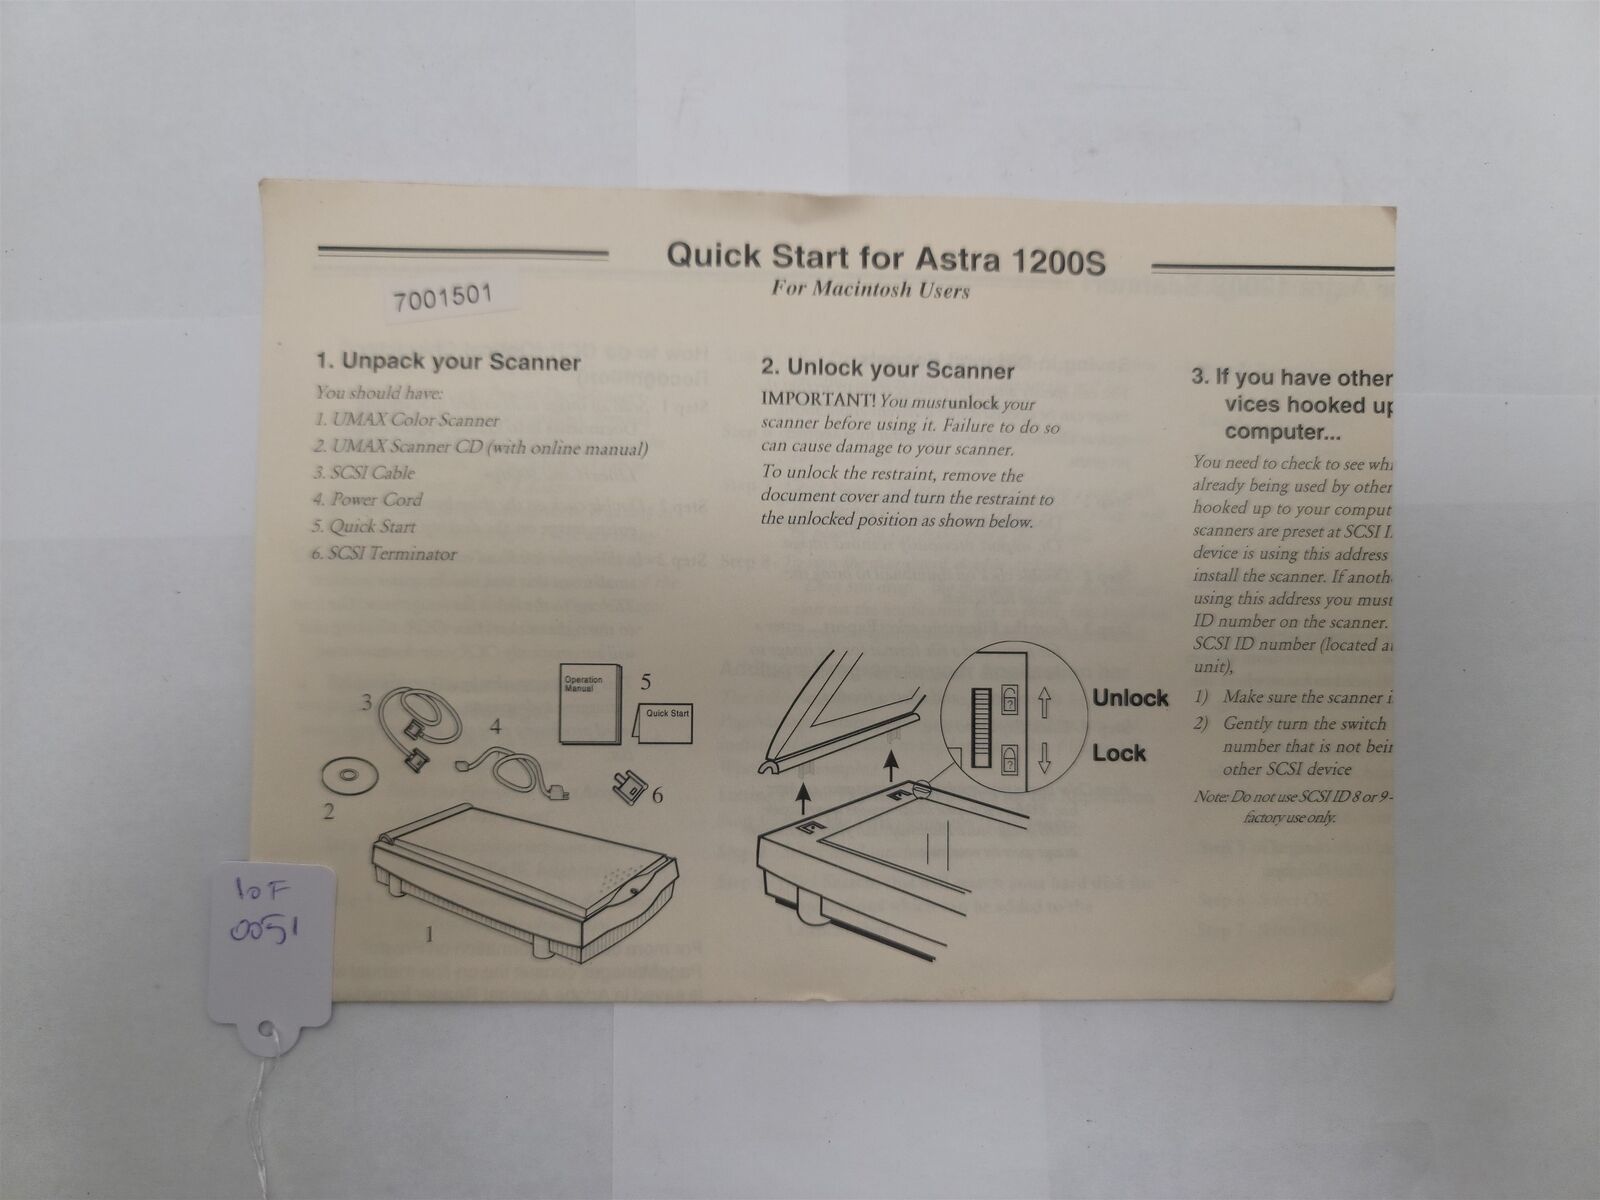 Quick Start for Astra 1200S
For Macintosh Users
7001501
1. Unpack your Scanner
You should have:
1. UMAX Color Scanner
2. UMAX Scanner CD (with online manual)
3. SCSI Cable
4. Power Cord
5. Quick Start
6. SCSI Terminator
Operation
Manual
Quick Start
1
2
3
4
5
6
2. Unlock your Scanner
IMPORTANT! You mustunlock your
scanner before using it. Failure to do so
can cause damage to your scanner.
To unlock the restraint, remove the
document cover and turn the restraint to
the unlocked position as shown below.
Unlock
Lock
3. If you have other
vices hooked up
computer...
You need to check to see
already being used by other
hooked up to your comput
scanners are preset at SCSI
device is using this address
install the scanner. If anoth
using this address you must
ID number on the scanner.
SCSI ID number (located
unit),
1) Make sure the scanner
2) Gently turn the switch
number that is not
other SCSI device
Note: Do not use SCSI ID 8 or 9-
factory use only.
10F
0051